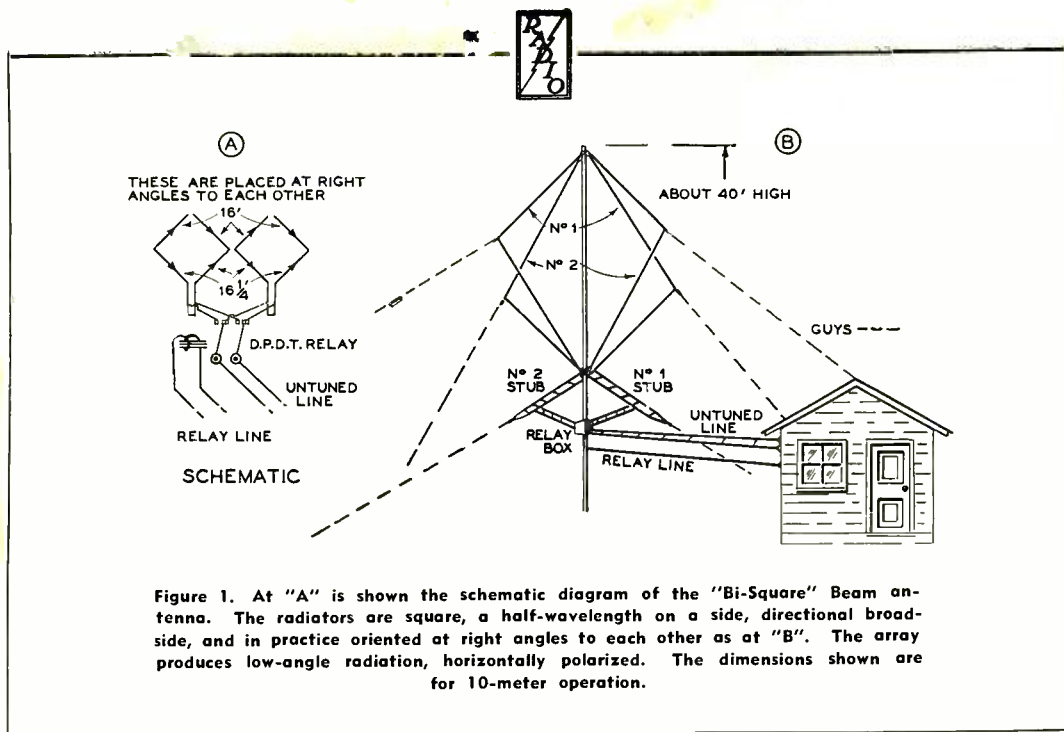 RADIO
A
B
THESE ARE PLACED AT RIGHT
ANGLES TO EACH OTHER
16'
16 1/4'
D.P.D.T. RELAY
UNTUNED
LINE
RELAY LINE
SCHEMATIC
ABOUT 40' HIGH
Nº 1
Nº 2
GUYS ---
Nº 2
STUB
Nº 1
STUB
RELAY
BOX
UNTUNED
LINE
RELAY LINE
Figure 1. At "A" is shown the schematic diagram of the "Bi-Square" Beam an-
tenna. The radiators are square, a half-wavelength on a side, directional broad-
side, and in practice oriented at right angles to each other as at "B". The array
produces low-angle radiation, horizontally polarized. The dimensions shown are
for 10-meter operation.